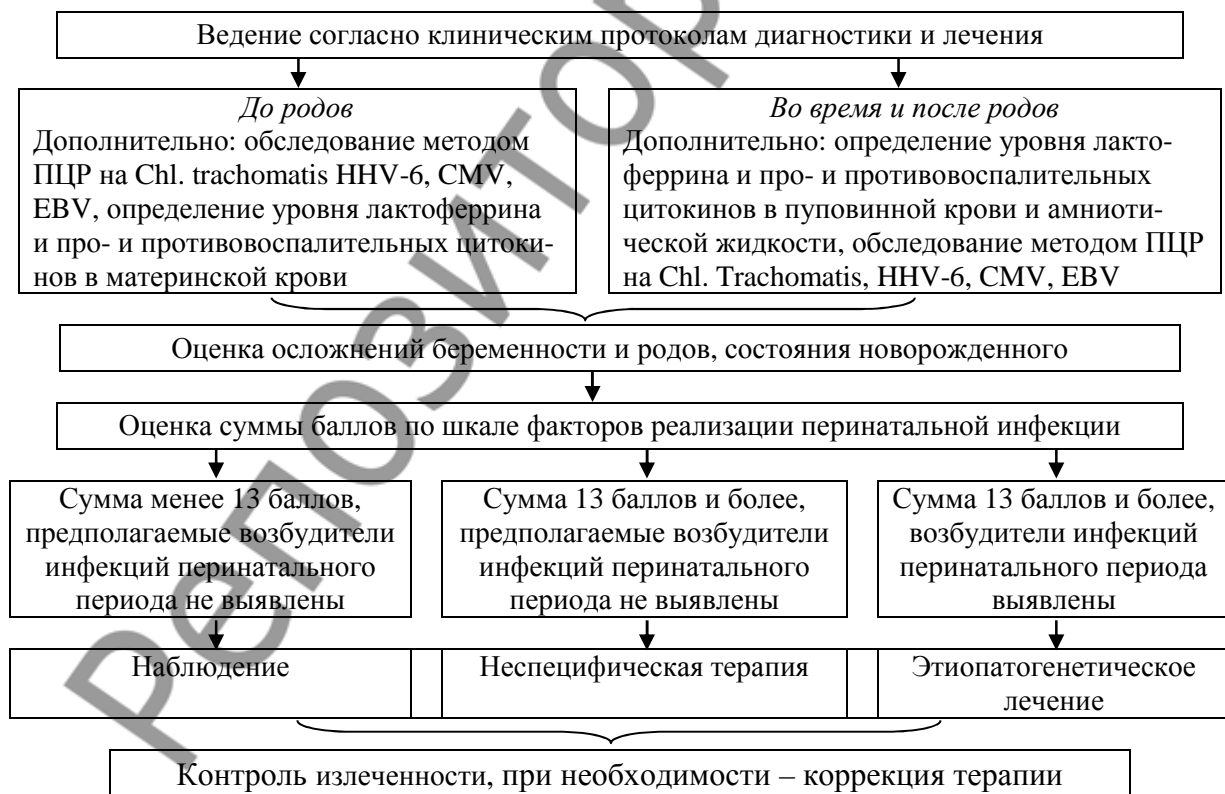 Ведение согласно клиническим протоколам диагностики и лечения
До родов
Дополнительно: обследование методом
ПЦР на Chl. trachomatis HHV-6, CMV,
EBV, определение уровня лактоферрина
и про- и противовоспалительных цитоки-
нов в материнской крови
Во время и после родов
Дополнительно: определение уровня лакто-
феррина и про- и противовоспалительных
цитокинов в пуповинной крови и амниоти-
ческой жидкости, обследование методом ПЦР
на Chl. Trachomatis, HHV-6, CMV, EBV
Оценка осложнений беременности и родов, состояния новорожденного
Оценка суммы баллов по шкале факторов реализации перинатальной инфекции
Сумма менее 13 баллов,
предполагаемые возбудители
инфекций перинатального
периода не выявлены
Сумма 13 баллов и более,
предполагаемые возбудители
инфекций перинатального
периода не выявлены
Сумма 13 баллов и более,
возбудители инфекций
перинатального периода
выявлены
Наблюдение
Неспецифическая терапия
Этиопатогенетическое
лечение
Контроль излеченности, при необходимости – коррекция терапии
Репозитор